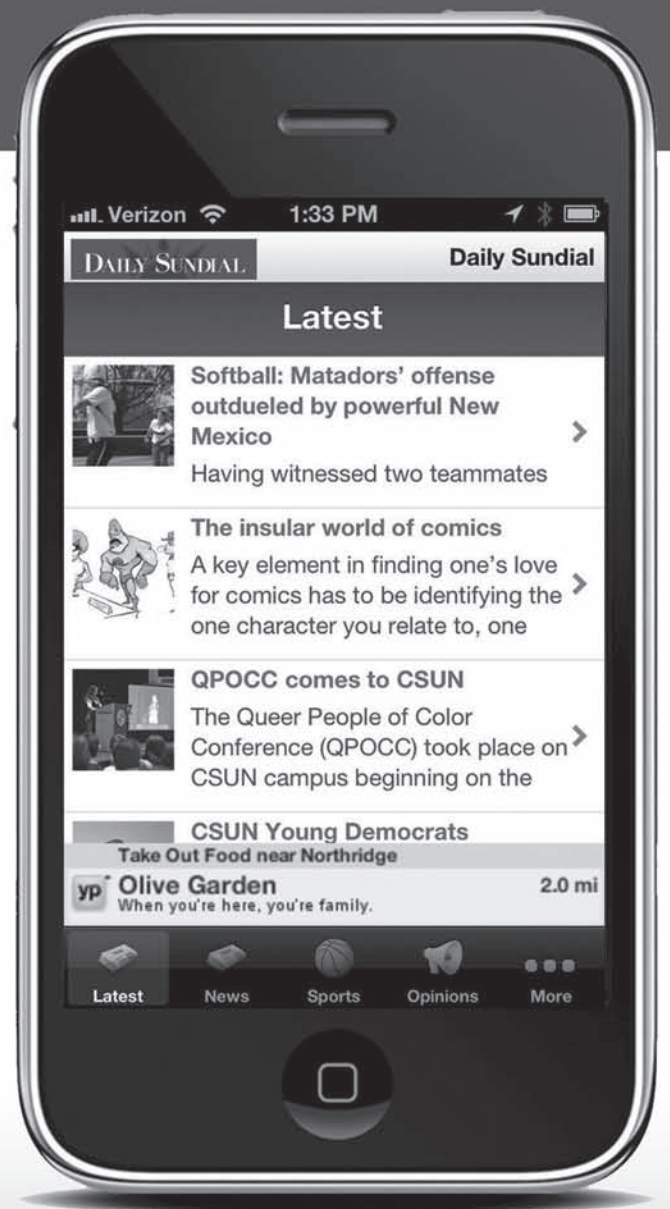 Verizon 1:33 PM
DAILY SUNDIAL Daily Sundial
Latest
Softball: Matadors' offense
outdueled by powerful New
Mexico
Having witnessed two teammates
The insular world of comics
A key element in finding one's love
for comics has to be identifying the
one character you relate to, one
QPOCC comes to CSUN
The Queer People of Color
Conference (QPOCC) took place on
CSUN campus beginning on the
CSUN Young Democrats
Take Out Food near Northridge
yp Olive Garden 2.0 mi
When you're here, you're family.
Latest News Sports Opinions More